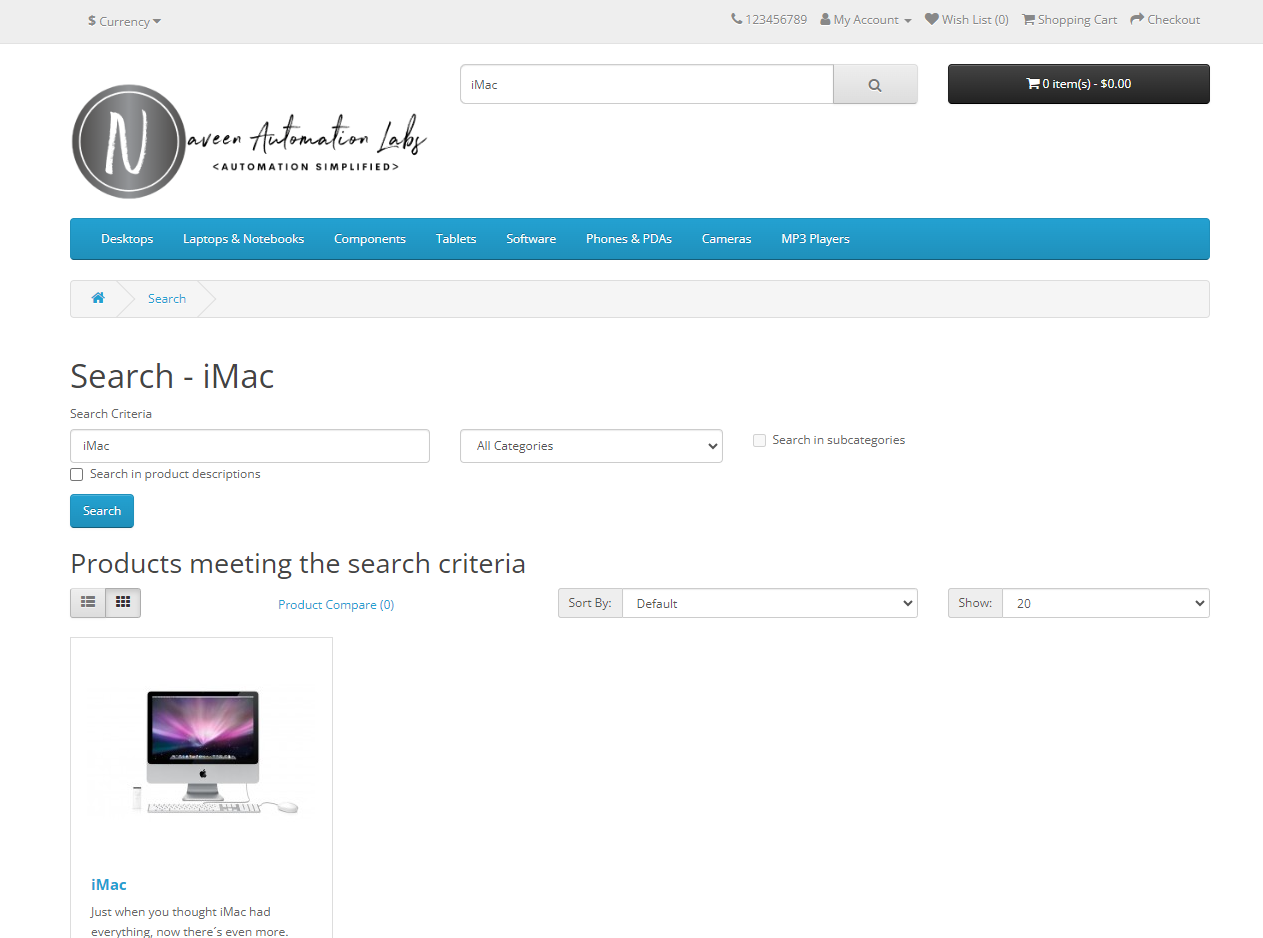 $ Currency
123456789 My Account Wish List (0) Shopping Cart Checkout
iMac
0 item(s) - $0.00
N
aveen Automation Labs
<AUTOMATION SIMPLIFIED>
Desktops Laptops & Notebooks Components Tablets Software Phones & PDAs Cameras MP3 Players
Search
Search - iMac
Search Criteria
iMac All Categories Search in subcategories
Search in product descriptions
Search
Products meeting the search criteria
Product Compare (0) Sort By: Default Show: 20
iMac
Just when you thought iMac had
everything, now there´s even more.